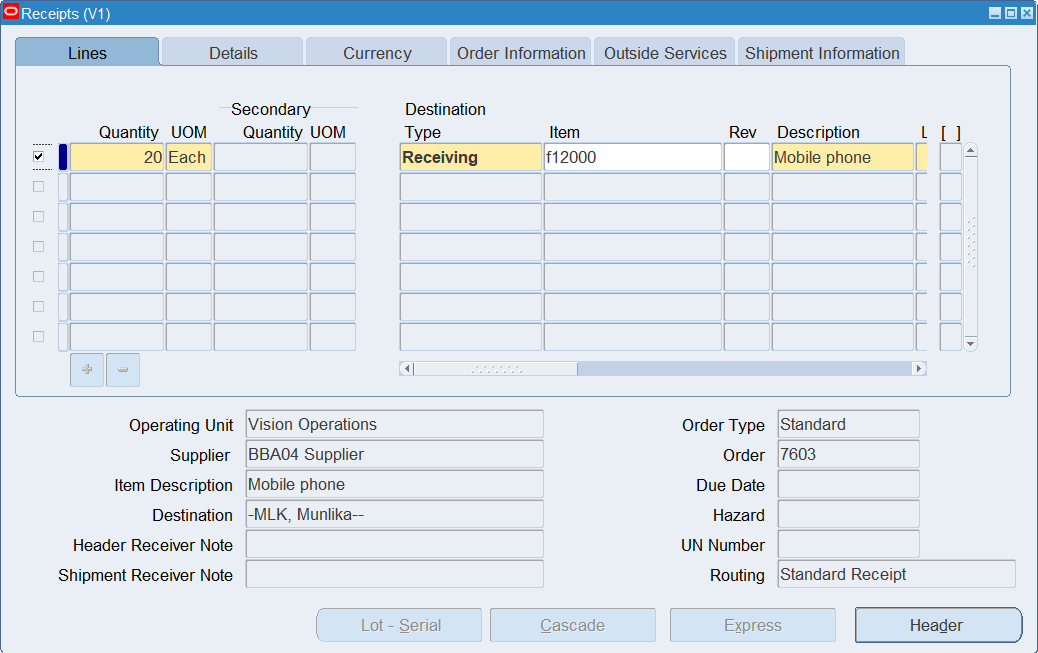 Receipts (V1)
Lines Details Currency Order Information Outside Services Shipment Information
Secondary Destination
Quantity UOM Quantity UOM Type Item Rev Description L [ ]
20 Each Receiving f12000 Mobile phone
Operating Unit Vision Operations Order Type Standard
Supplier BBA04 Supplier Order 7603
Item Description Mobile phone Due Date
Destination -MLK, Munlika-- Hazard
Header Receiver Note UN Number
Shipment Receiver Note Routing Standard Receipt
Lot - Serial Cascade Express Header